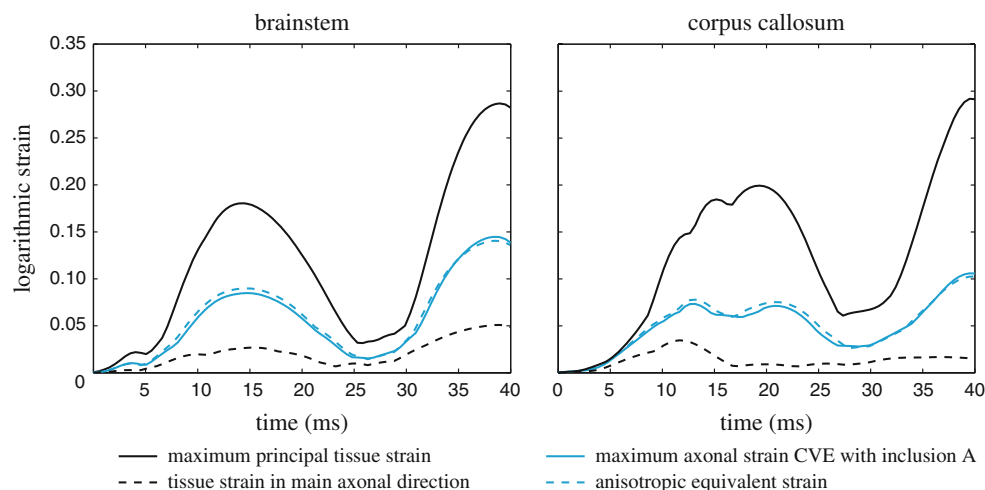 brainstem
corpus callosum
logarithmic strain
0.35
0.30
0.25
0.20
0.15
0.10
0.05
0
5 10 15 20 25 30 35 40
0 5 10 15 20 25 30 35 40
time (ms)
time (ms)
maximum principal tissue strain
tissue strain in main axonal direction
maximum axonal strain CVE with inclusion A
anisotropic equivalent strain